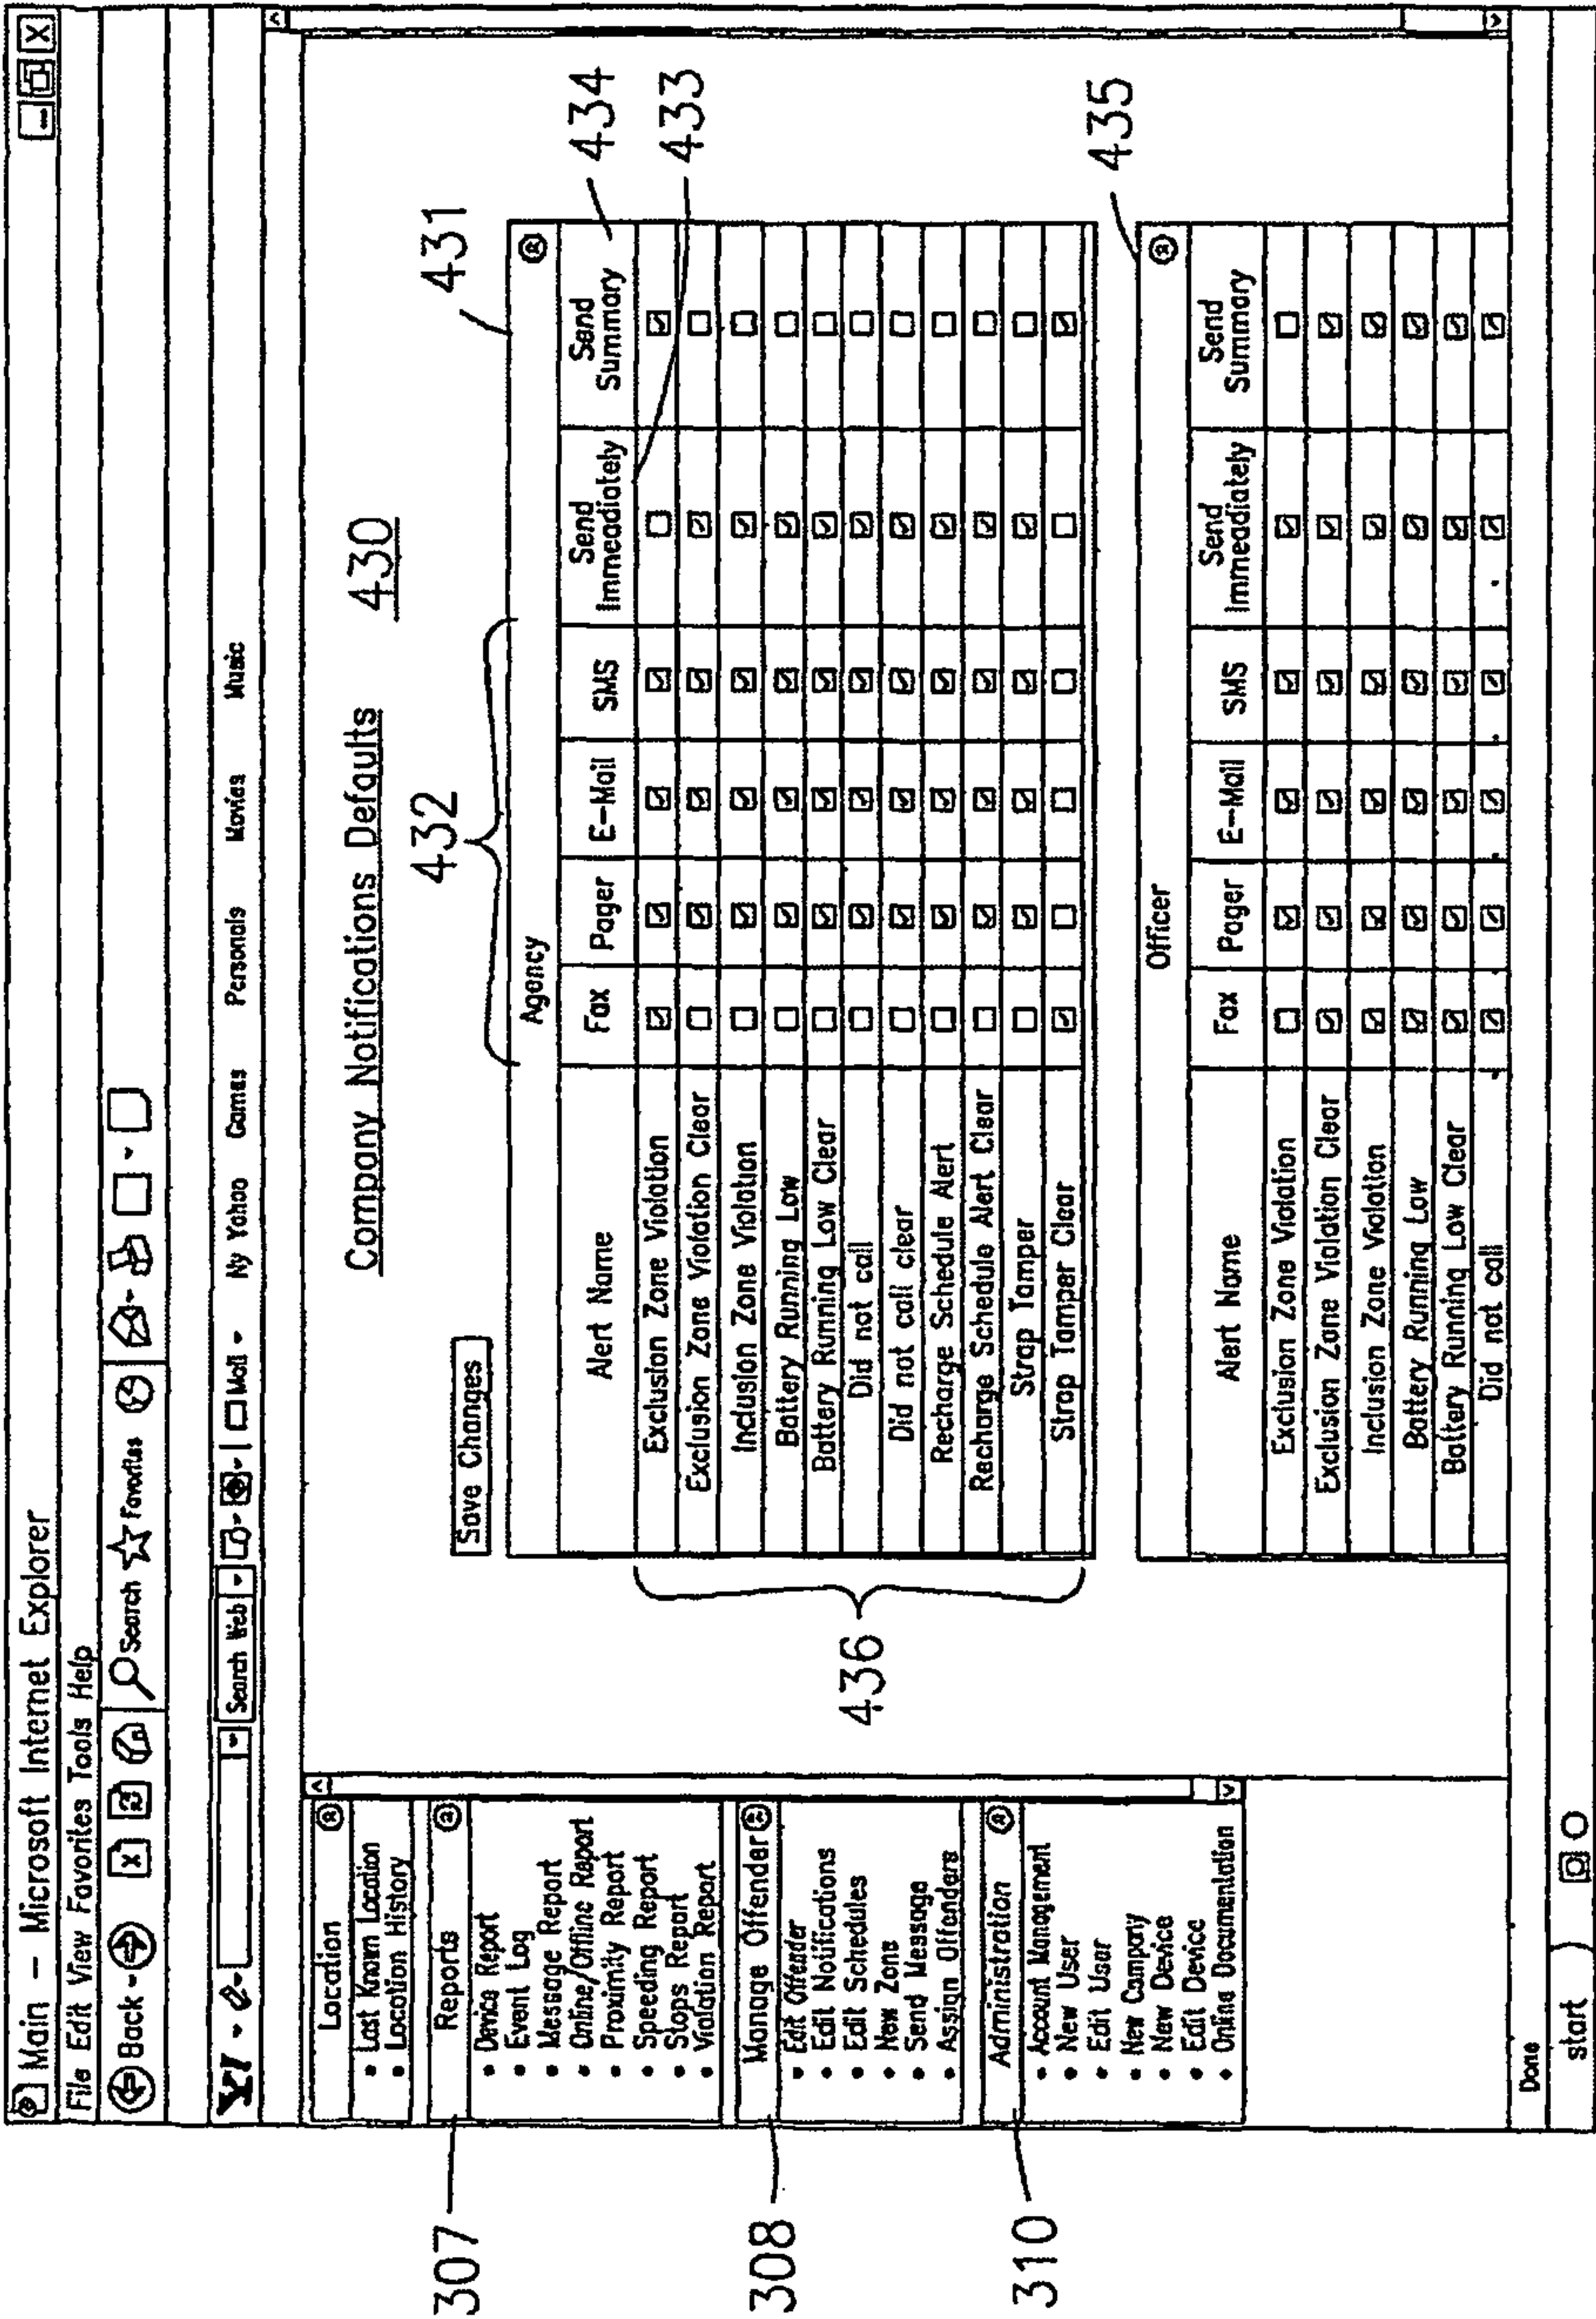 Main — Microsoft Internet Explorer
File Edit View Favorites Tools Help
Back Search Favorites
Y! Search Web Mail Ny Yahoo Games Personals Movies Music
Location
• Last Known Location
• Location History
307
Reports
• Device Report
• Event Log
• Message Report
• Online/Offline Report
• Proximity Report
• Speeding Report
• Stops Report
• Violation Report
308
Manage Offender
• Edit Offender
• Edit Notifications
• Edit Schedules
• New Zone
• Send Message
• Assign Offenders
310
Administration
• Account Management
• New User
• Edit User
• New Company
• New Device
• Edit Device
• Online Documentation
Company Notifications Defaults 430
Save Changes
432
431
Agency
Alert Name Fax Pager E-Mail SMS Send Immeadiately Send Summary
434
433
436
Exclusion Zone Violation
Exclusion Zone Violation Clear
Inclusion Zone Violation
Battery Running Low
Battery Running Low Clear
Did not call
Did not call clear
Recharge Schedule Alert
Recharge Schedule Alert Clear
Strap Tamper
Strap Tamper Clear
435
Officer
Alert Name Fax Pager E-Mail SMS Send Immeadiately Send Summary
Exclusion Zone Violation
Exclusion Zone Violation Clear
Inclusion Zone Violation
Battery Running Low
Battery Running Low Clear
Did not call
Done
start